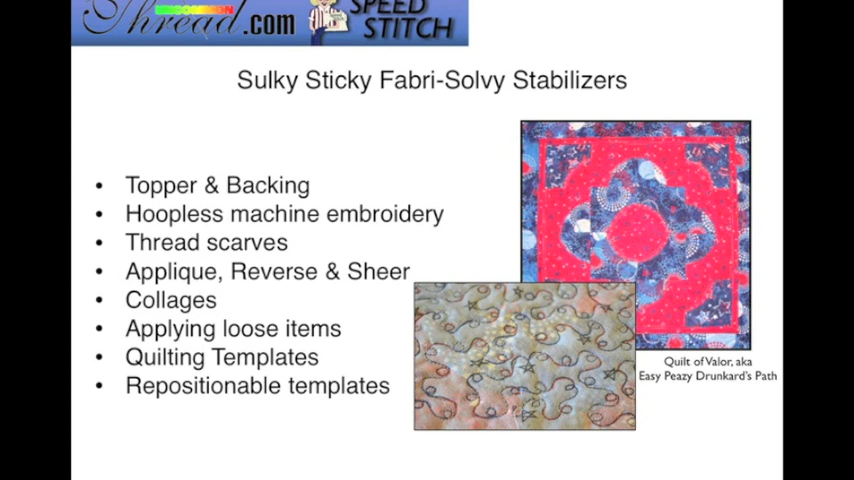 UNCOMMON
Thread.com
SPEED
STITCH
Sulky Sticky Fabri-Solvy Stabilizers
• Topper & Backing
• Hoopless machine embroidery
• Thread scarves
• Applique, Reverse & Sheer
• Collages
• Applying loose items
• Quilting Templates
• Repositionable templates
Quilt of Valor, aka
Easy Peazy Drunkard's Path